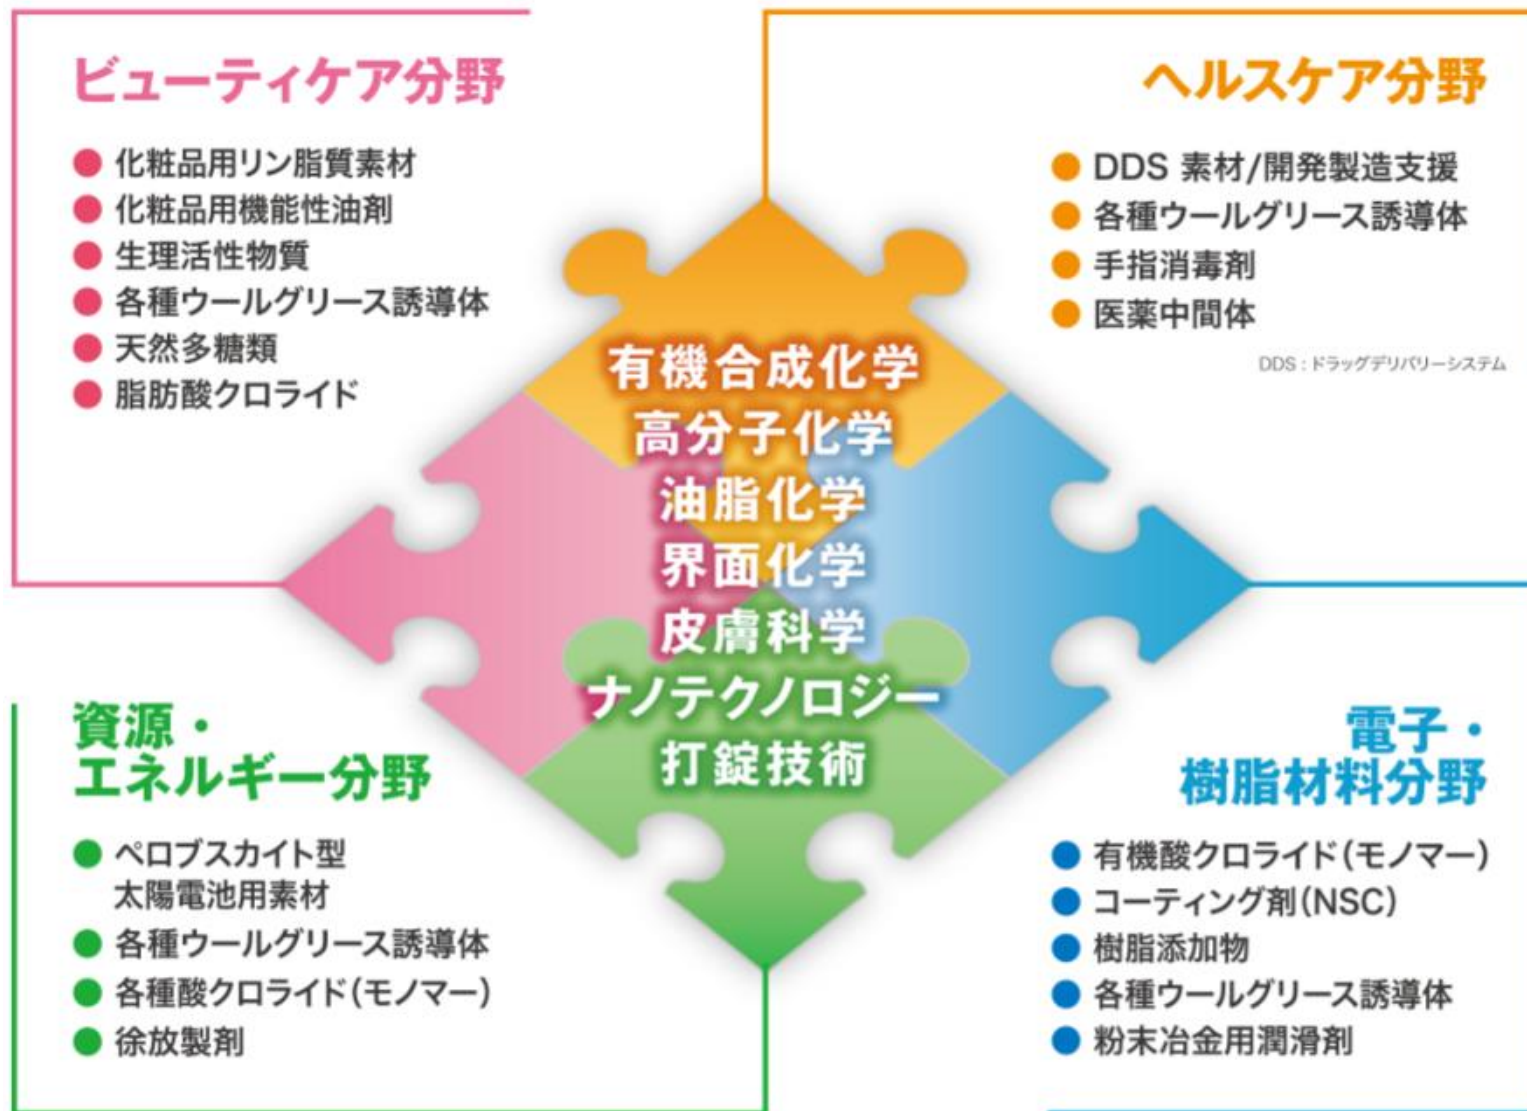 ビューティケア分野
● 化粧品用リン脂質素材
● 化粧品用機能性油剤
● 生理活性物質
● 各種ウールグリース誘導体
● 天然多糖類
● 脂肪酸クロライド
ヘルスケア分野
● DDS 素材/開発製造支援
● 各種ウールグリース誘導体
● 手指消毒剤
● 医薬中間体
DDS : ドラッグデリバリーシステム
有機合成化学
高分子化学
油脂化学
界面化学
皮膚科学
ナノテクノロジー
打錠技術
資源・
エネルギー分野
● ペロブスカイト型
太陽電池用素材
● 各種ウールグリース誘導体
● 各種酸クロライド(モノマー)
● 徐放製剤
電子・
樹脂材料分野
● 有機酸クロライド(モノマー)
● コーティング剤(NSC)
● 樹脂添加物
● 各種ウールグリース誘導体
● 粉末冶金用潤滑剤